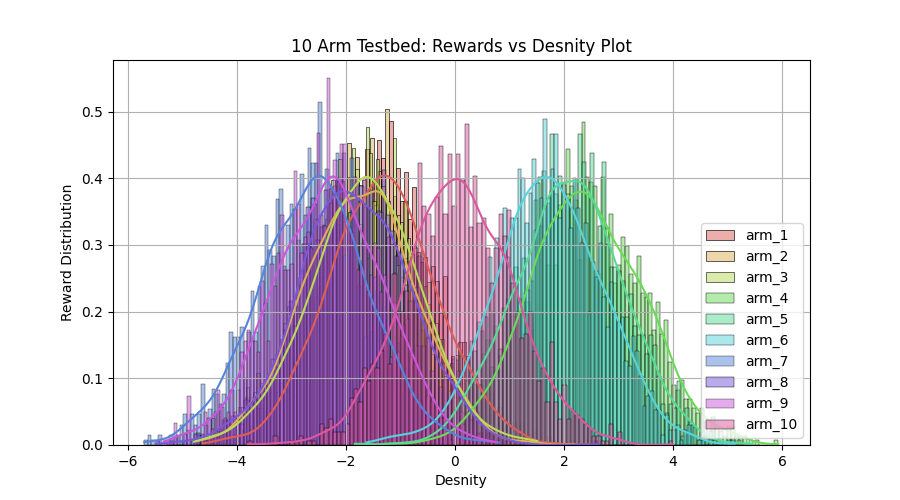 10 Arm Testbed: Rewards vs Desnity Plot
Reward Distribution
0.5
0.4
0.3
0.2
0.1
0.0
−6
−4
−2
0
2
4
6
Desnity
arm_1
arm_2
arm_3
arm_4
arm_5
arm_6
arm_7
arm_8
arm_9
arm_10